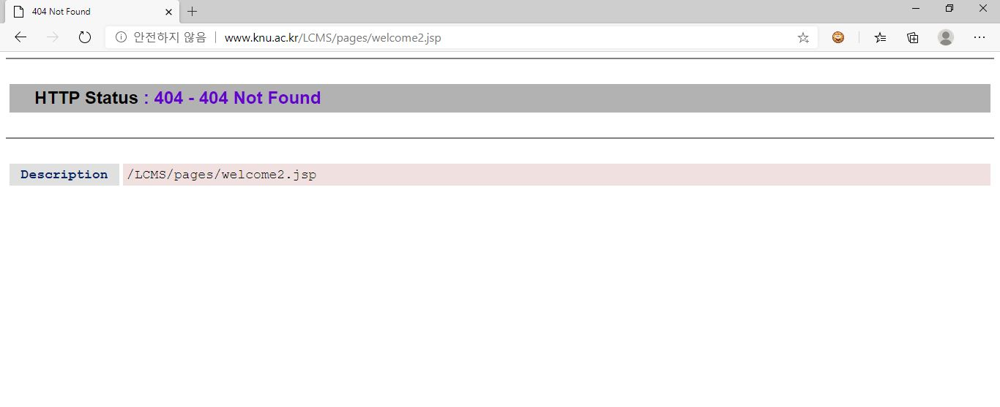 404 Not Found
안전하지 않음 www.knu.ac.kr/LCMS/pages/welcome2.jsp
HTTP Status : 404 - 404 Not Found
Description /LCMS/pages/welcome2.jsp